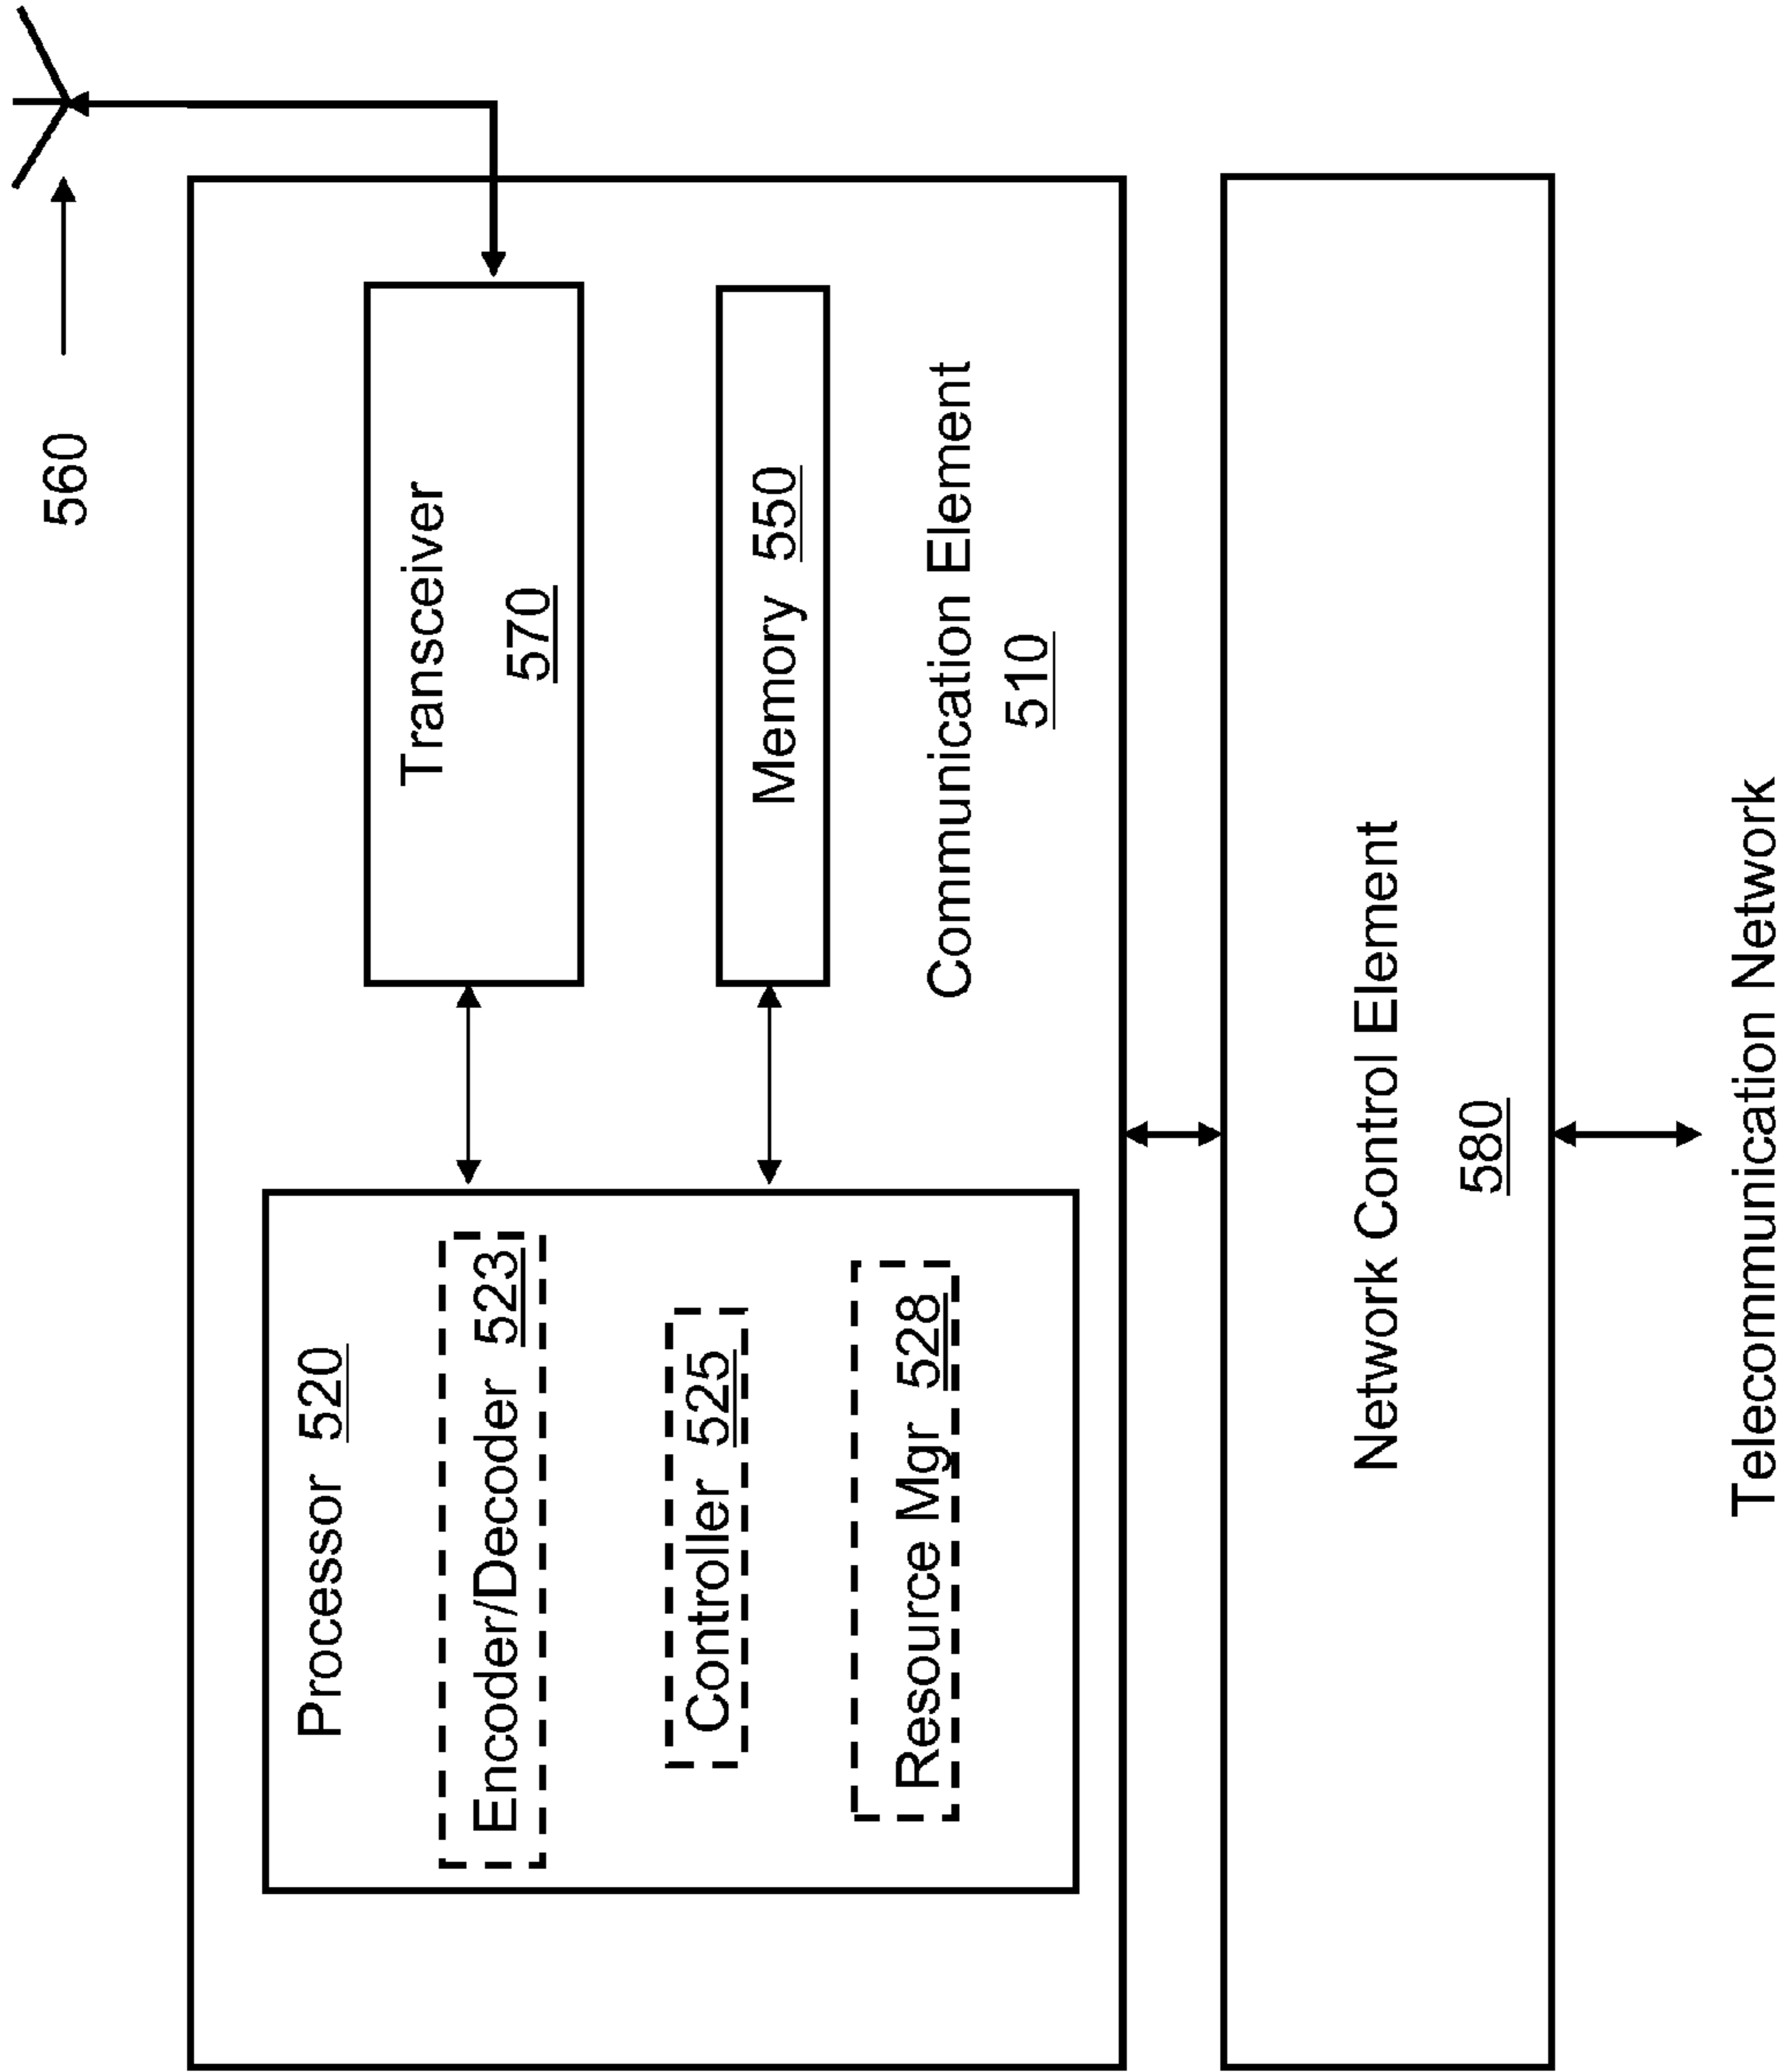 560
Processor 520
Transceiver
570
Encoder/Decoder 523
Controller 525
Memory 550
Resource Mgr 528
Communication Element
510
Network Control Element
580
Telecommunication Network